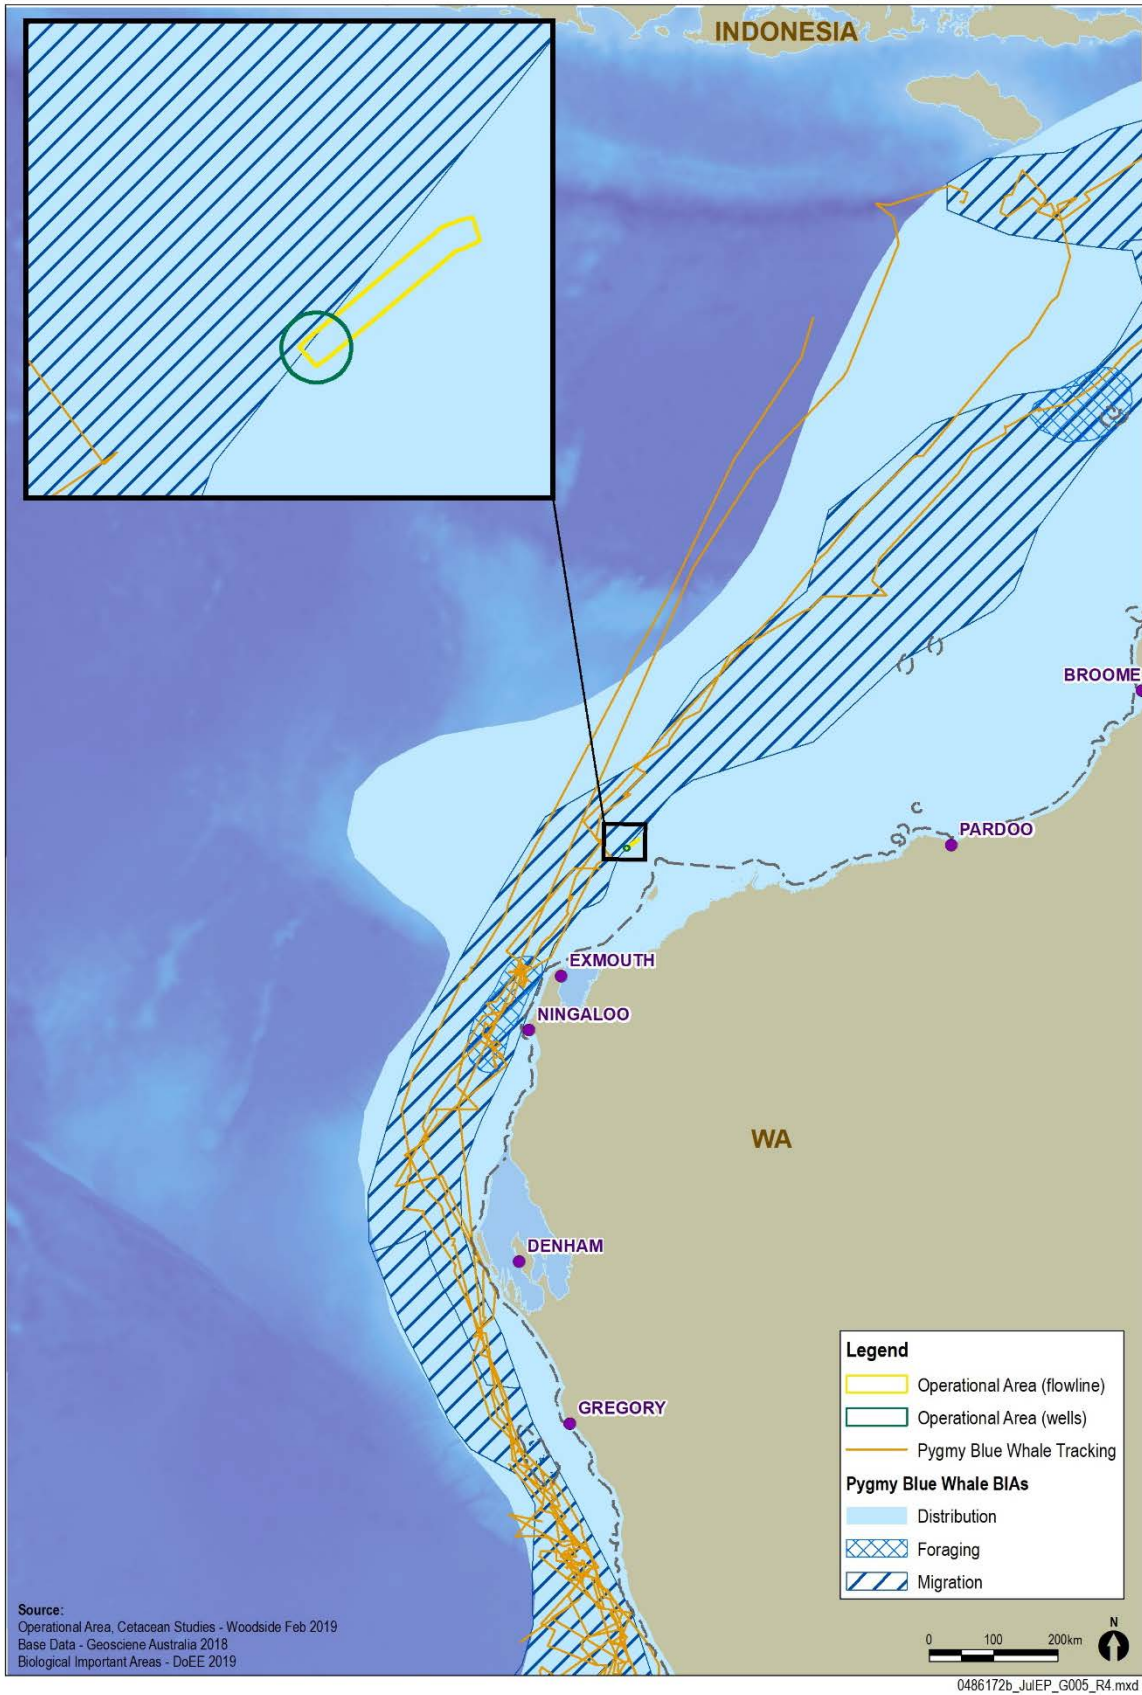 INDONESIA
BROOME
PARDOO
EXMOUTH
NINGALOO
WA
DENHAM
GREGORY
Legend
Operational Area (flowline)
Operational Area (wells)
Pygmy Blue Whale Tracking
Pygmy Blue Whale BIAs
Distribution
Foraging
Migration
Source:
Operational Area, Cetacean Studies - Woodside Feb 2019
Base Data - Geosciene Australia 2018
Biological Important Areas - DoEE 2019
0 100 200km
N
0486172b_JulEP_G005_R4.mxd